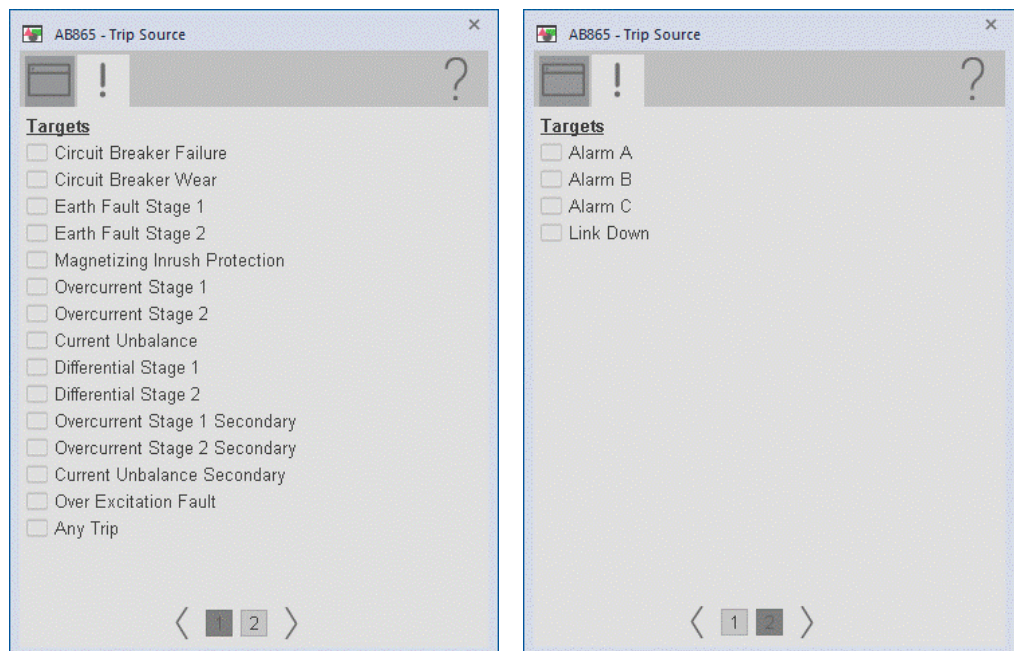 AB865 - Trip Source
!
?
Targets
Circuit Breaker Failure
Circuit Breaker Wear
Earth Fault Stage 1
Earth Fault Stage 2
Magnetizing Inrush Protection
Overcurrent Stage 1
Overcurrent Stage 2
Current Unbalance
Differential Stage 1
Differential Stage 2
Overcurrent Stage 1 Secondary
Overcurrent Stage 2 Secondary
Current Unbalance Secondary
Over Excitation Fault
Any Trip
1 2
AB865 - Trip Source
!
?
Targets
Alarm A
Alarm B
Alarm C
Link Down
1 2